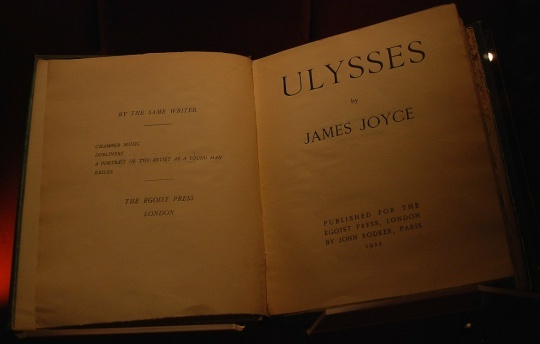 BY THE SAME WRITER
CHAMBER MUSIC
DUBLINERS
A PORTRAIT OF THE ARTIST AS A YOUNG MAN
EXILES
THE EGOIST PRESS
LONDON
ULYSSES
by
JAMES JOYCE
PUBLISHED FOR THE
EGOIST PRESS, LONDON
BY JOHN RODKER, PARIS
1922